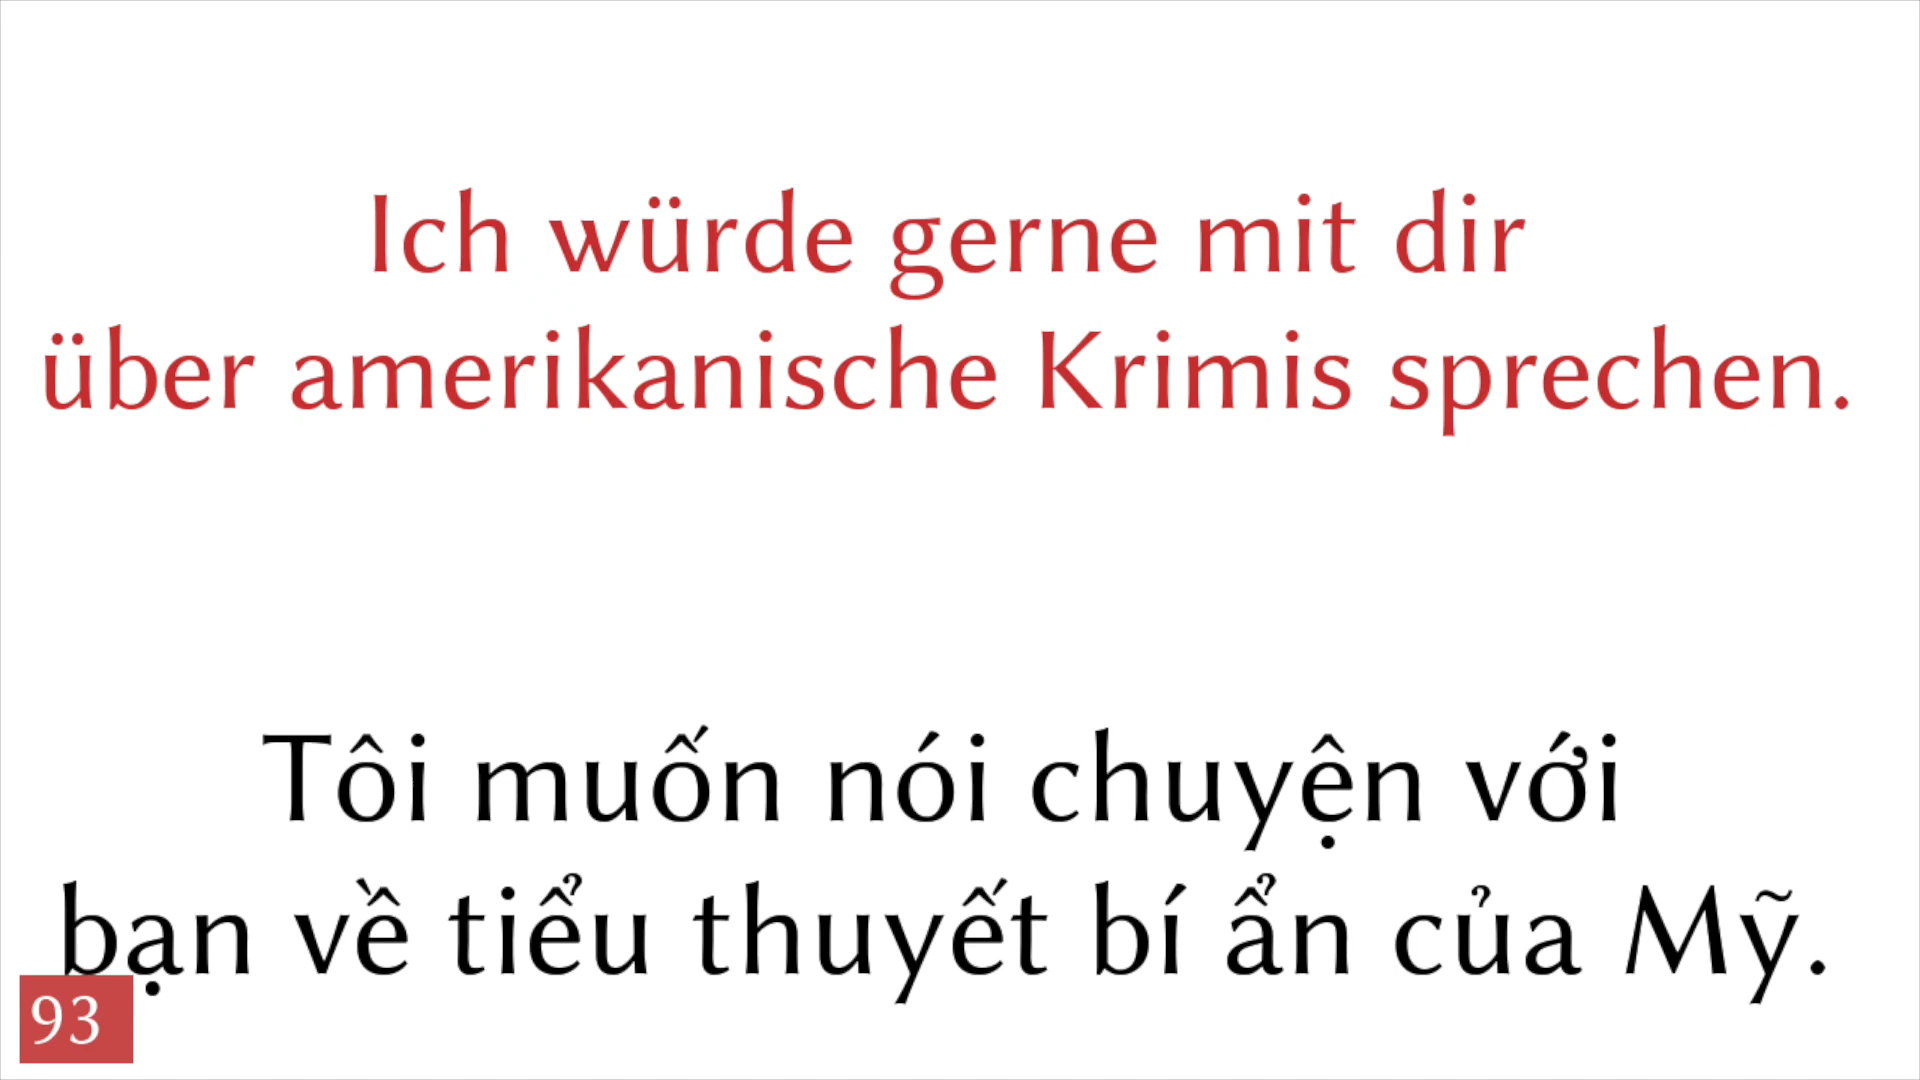 Ich würde gerne mit dir
über amerikanische Krimis sprechen.
Tôi muốn nói chuyện với
bạn về tiểu thuyết bí ẩn của Mỹ.
93